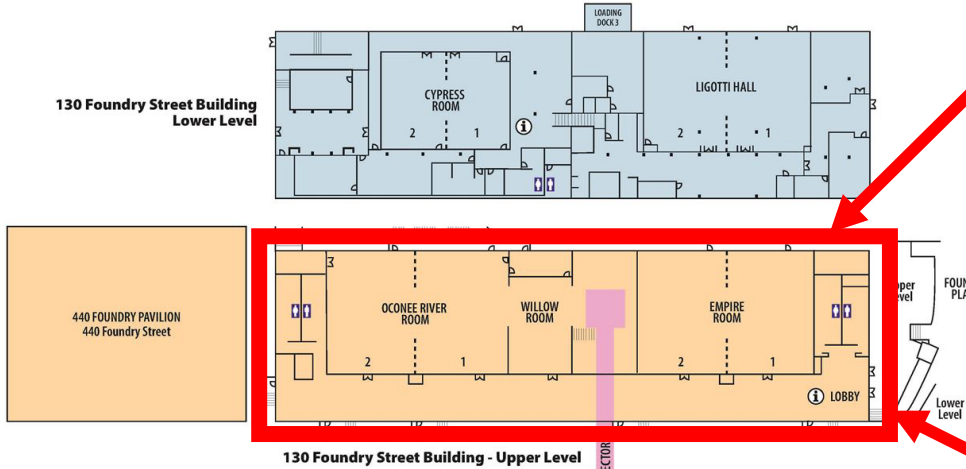 LOADING
DOCK 3
130 Foundry Street Building
Lower Level
CYPRESS
ROOM
2 1
i
LIGOTTI HALL
2 1
440 FOUNDRY PAVILION
440 Foundry Street
OCONEE RIVER
ROOM
2 1
WILLOW
ROOM
EMPIRE
ROOM
2 1
i LOBBY
Lower
Level
130 Foundry Street Building - Upper Level